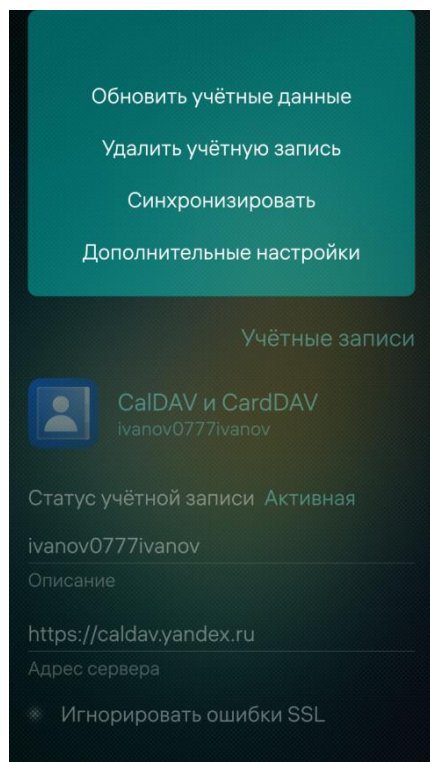 Обновить учётные данные
Удалить учётную запись
Синхронизировать
Дополнительные настройки
Учётные записи
CalDAV и CardDAV
ivanov0777ivanov
Статус учётной записи Активная
ivanov0777ivanov
Описание
https://caldav.yandex.ru
Адрес сервера
Игнорировать ошибки SSL